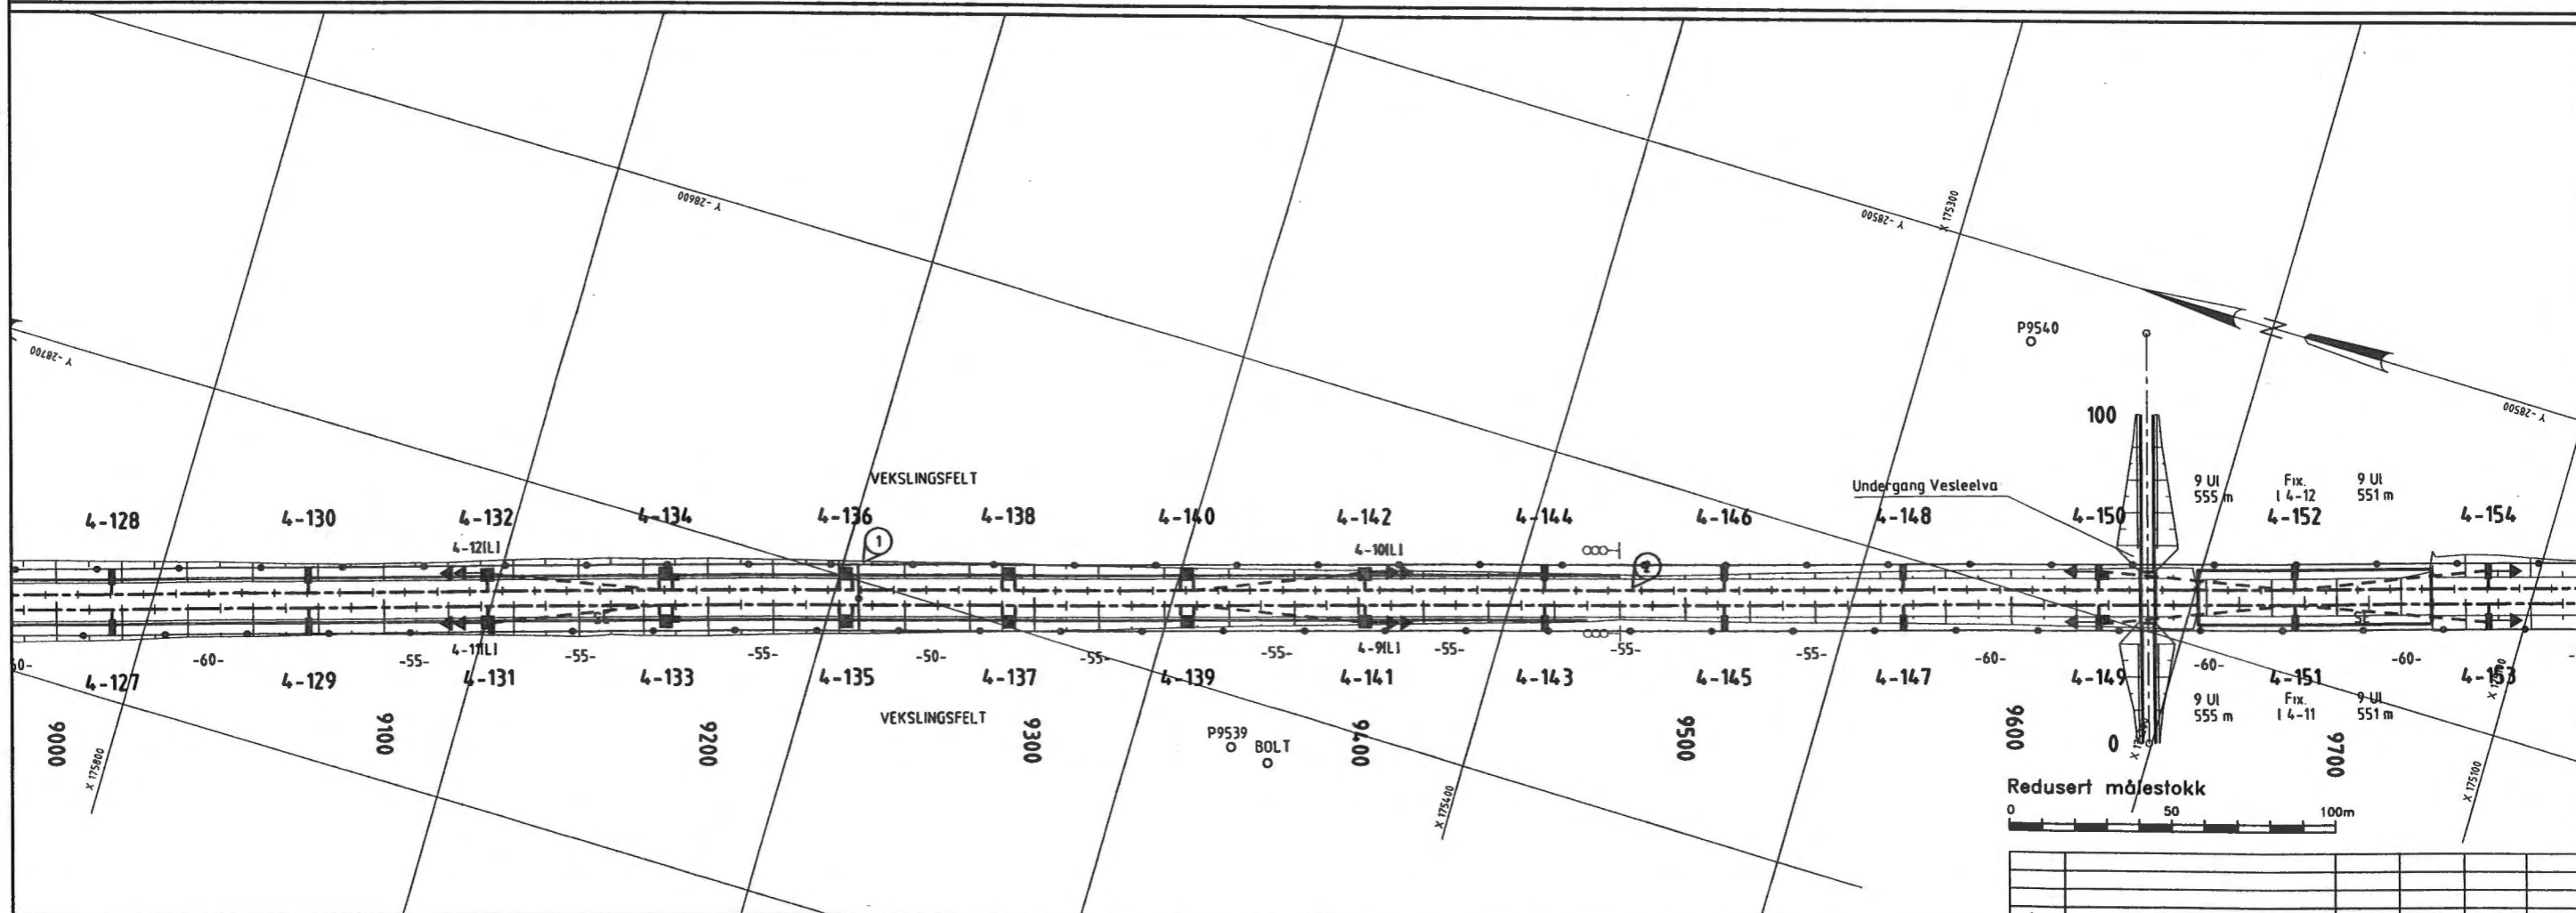 Y -28600
Y -28500
X 175300
Y -28700
P9540
Y -28500
100
VEKSLINGSFELT
Undergang Vesleelva
9 Ul
555 m
Fix.
l 4-12
9 Ul
551 m
4-128 4-130 4-132 4-134 4-136 4-138 4-140 4-142 4-144 4-146 4-148 4-150 4-152 4-154
4-12(L) 1 4-10(L) 2
SE SE
-60- -55- -55- -55- -50- -55- -55- -55- -55- -55- -60- -60- -60-
4-11(L) 4-9(L)
4-127 4-129 4-131 4-133 4-135 4-137 4-139 4-141 4-143 4-145 4-147 4-149 4-151 4-153
9 Ul
555 m
Fix.
l 4-11
9 Ul
551 m
VEKSLINGSFELT
9000 9100 9200 9300 9400 9500 9600 9700
P9539 BOLT
0
X 175800
X 175400
X 175100
Redusert målestokk
0 50 100m
N